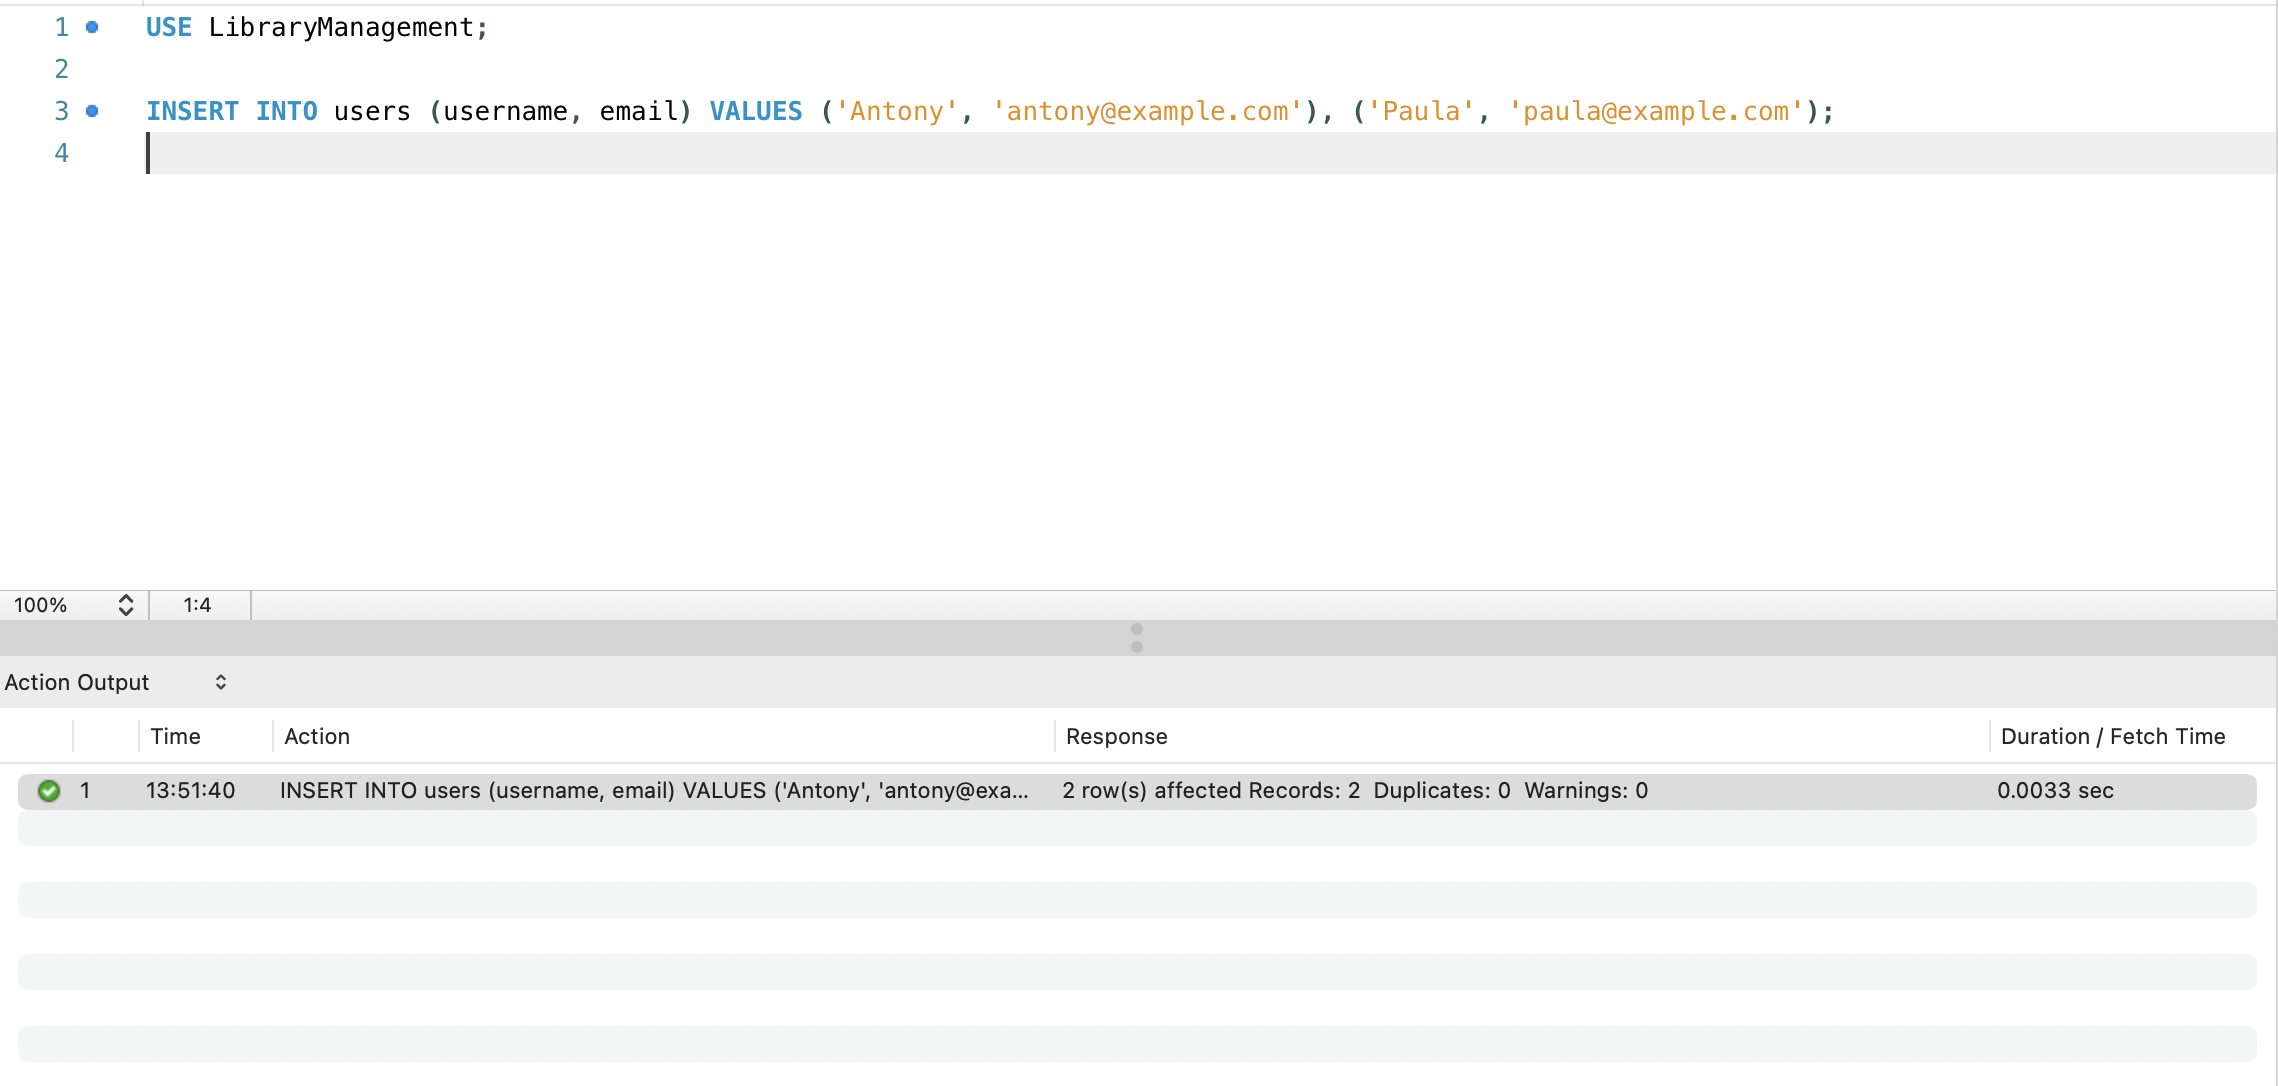 1 USE LibraryManagement;
2
3 INSERT INTO users (username, email) VALUES ('Antony', 'antony@example.com'), ('Paula', 'paula@example.com');
4
100% 1:4
Action Output
Time Action Response Duration / Fetch Time
1 13:51:40 INSERT INTO users (username, email) VALUES ('Antony', 'antony@exa... 2 row(s) affected Records: 2  Duplicates: 0  Warnings: 0 0.0033 sec